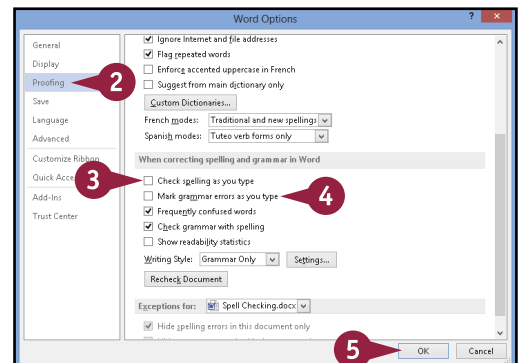 Word Options
?
General
Display
Proofing
Save
Language
Advanced
Customize Ribbon
Quick Acce
Add-Ins
Trust Center
2
Ignore Internet and file addresses
Flag repeated words
Enforce accented uppercase in French
Suggest from main dictionary only
Custom Dictionaries...
French modes: Traditional and new spellings
Spanish modes: Tuteo verb forms only
When correcting spelling and grammar in Word
3
Check spelling as you type
Mark grammar errors as you type
4
Frequently confused words
Check grammar with spelling
Show readability statistics
Writing Style: Grammar Only Settings...
Recheck Document
Exceptions for: Spell Checking.docx
Hide spelling errors in this document only
5
OK Cancel